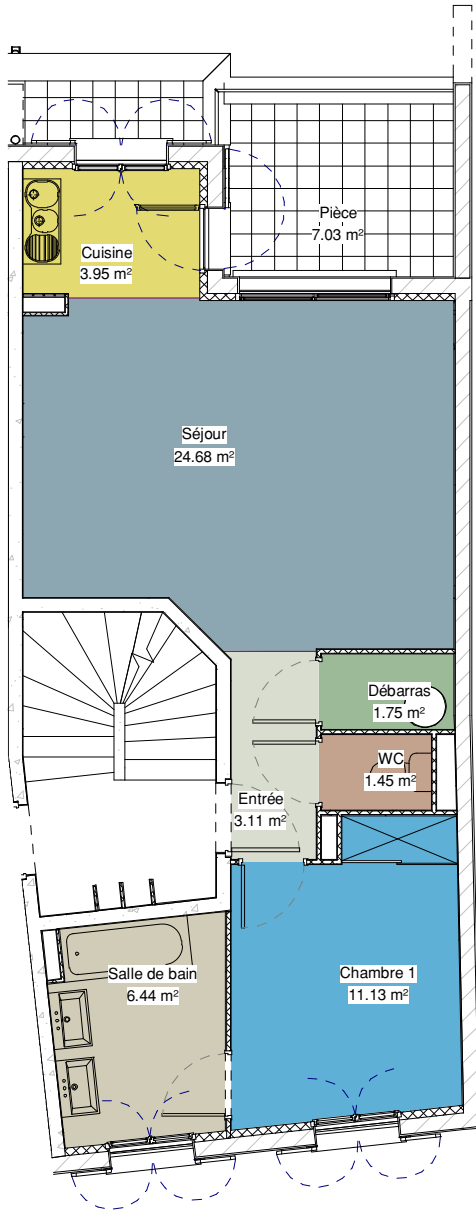 Pièce
7.03 m²
Cuisine
3.95 m²
Séjour
24.68 m²
Débarras
1.75 m²
WC
1.45 m²
Entrée
3.11 m²
Salle de bain
6.44 m²
Chambre 1
11.13 m²